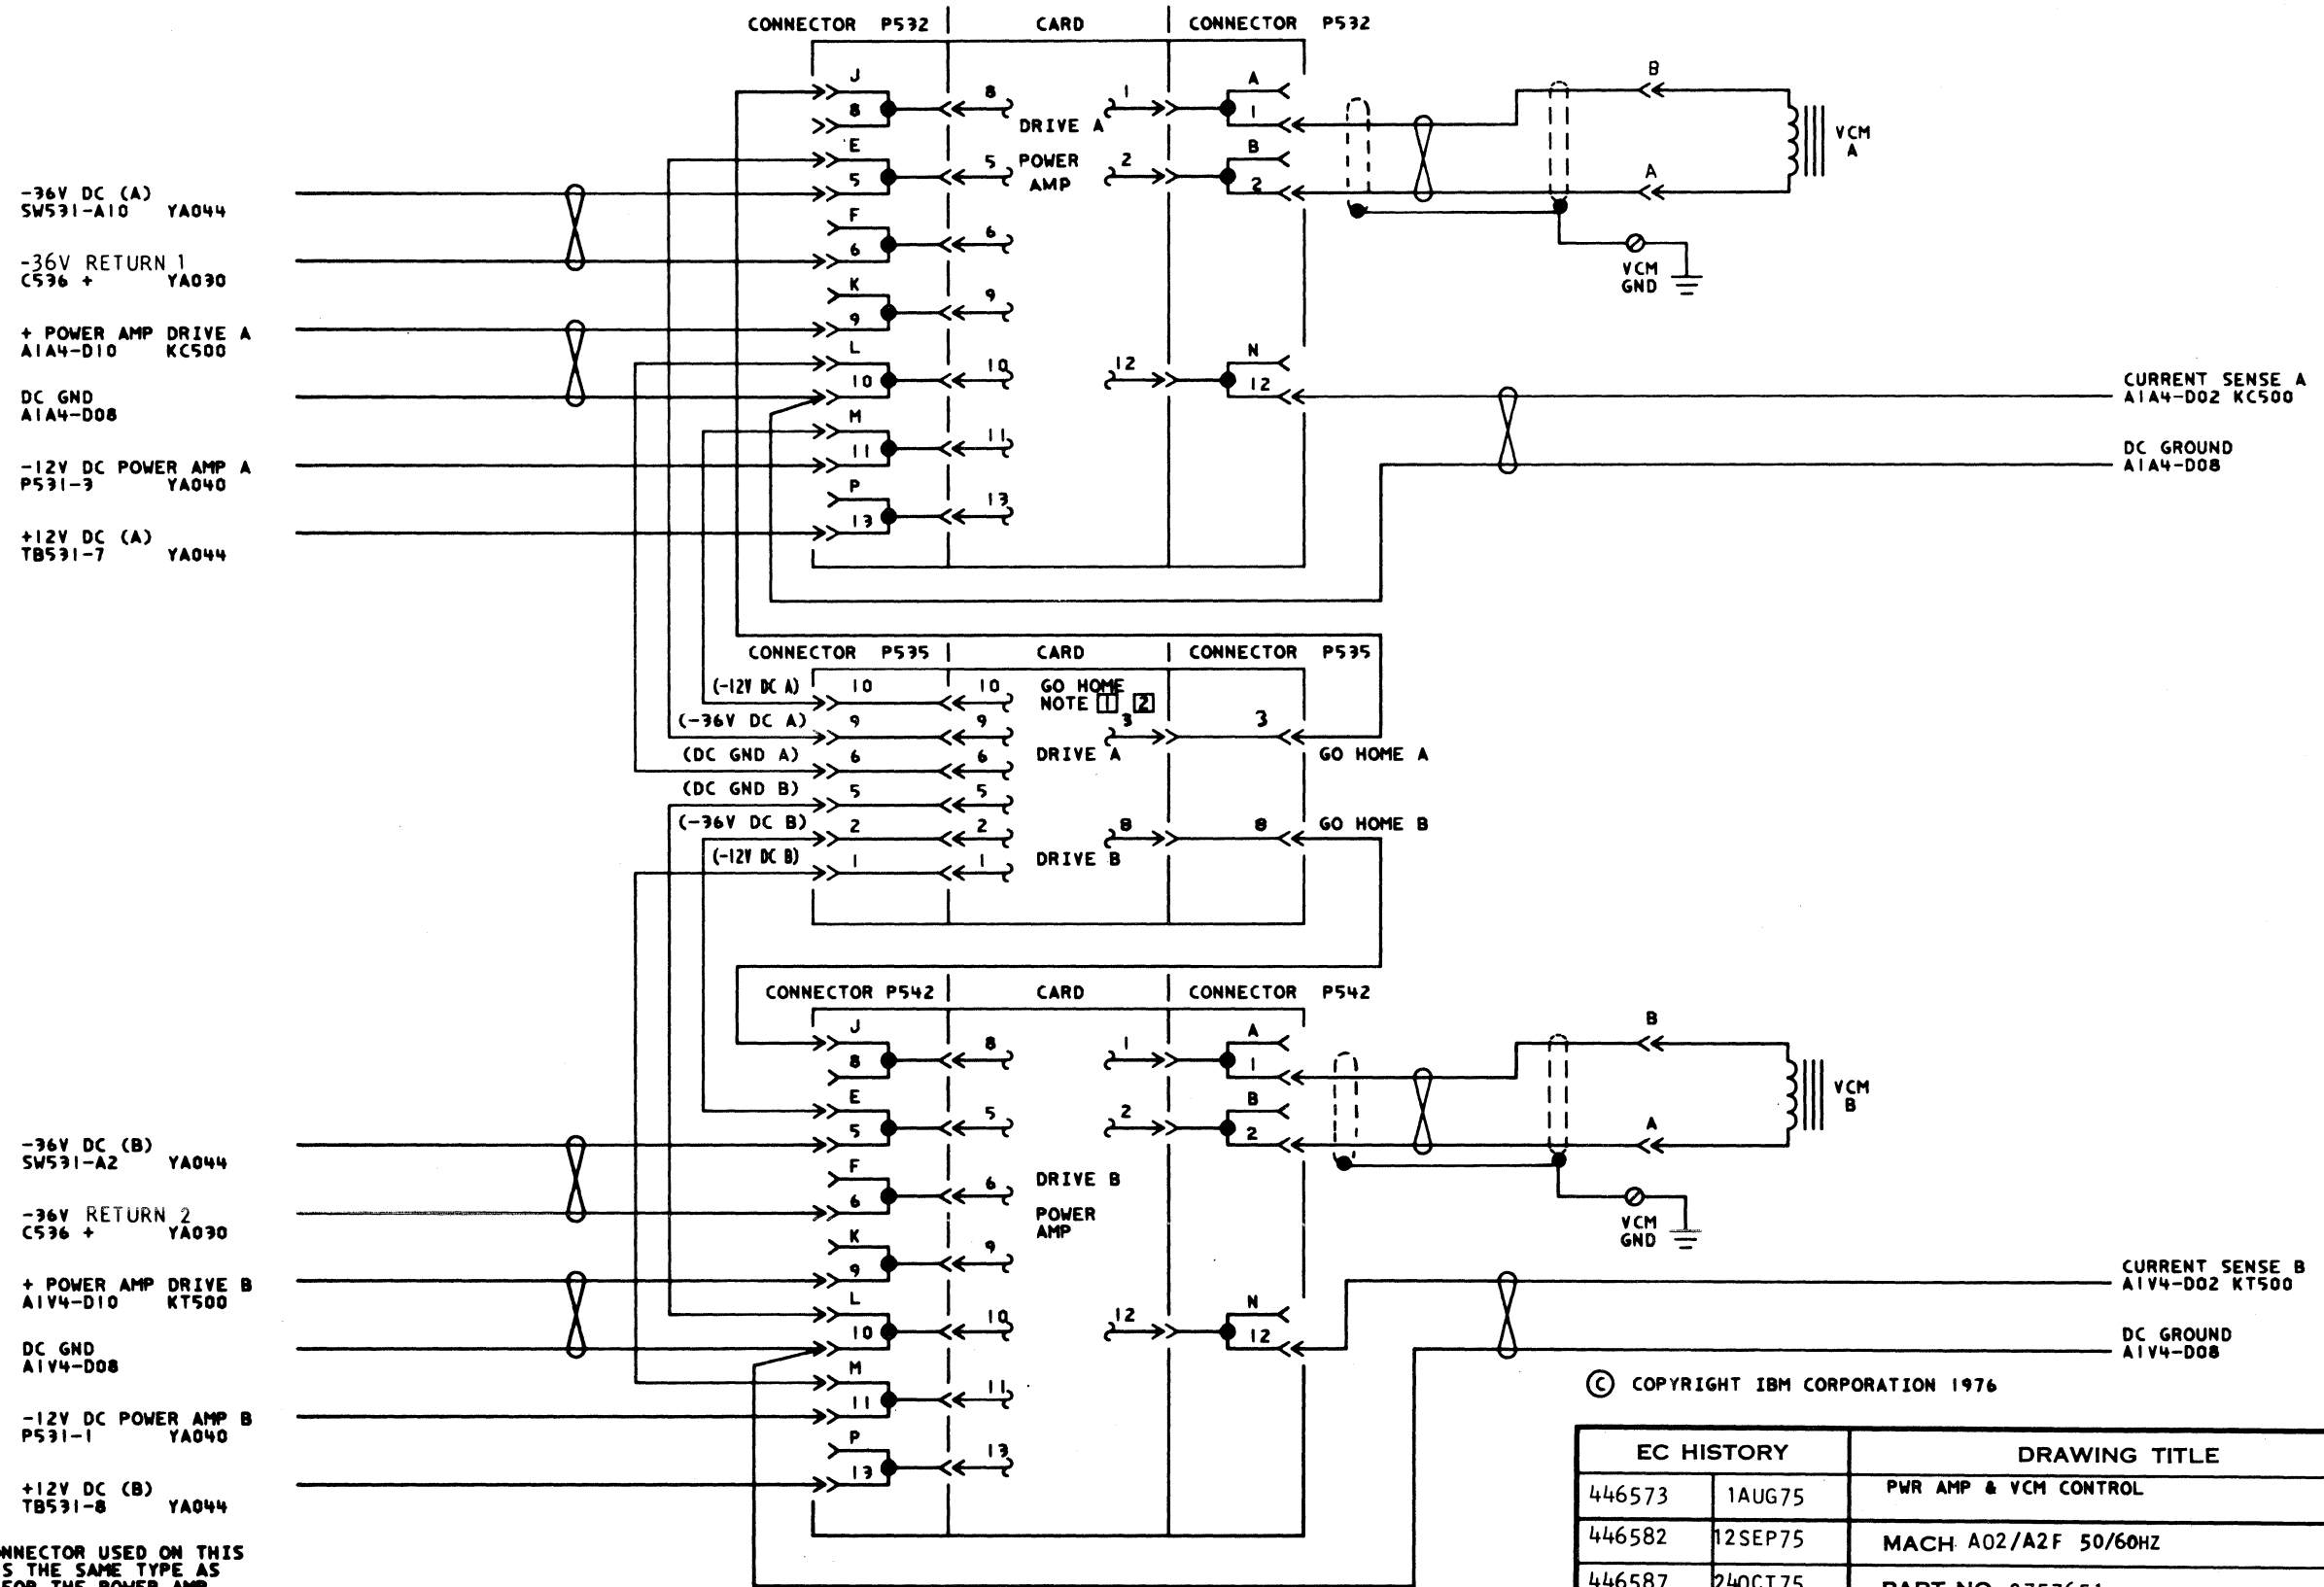 CONNECTOR P532 CARD CONNECTOR P532
J
8 8
DRIVE A
POWER
AMP
E
5 5
F
6 6
K
9 9
L
10 10
M
11 11
P
13 13
1 A
1
2 B
2
12 N
12
B
A
VCM
A
VCM
GND
-36V DC (A)
SW531-A10 YA044
-36V RETURN 1
C536 + YA030
+ POWER AMP DRIVE A
A1A4-D10 KC500
DC GND
A1A4-D08
-12V DC POWER AMP A
P531-3 YA040
+12V DC (A)
TB531-7 YA044
CURRENT SENSE A
A1A4-D02 KC500
DC GROUND
A1A4-D08
CONNECTOR P535 CARD CONNECTOR P535
(-12V DC A) 10 10 GO HOME
NOTE 1 2
(-36V DC A) 9 9 3 3
(DC GND A) 6 6 DRIVE A GO HOME A
(DC GND B) 5 5
(-36V DC B) 2 2 8 8 GO HOME B
(-12V DC B) 1 1 DRIVE B
CONNECTOR P542 CARD CONNECTOR P542
J
8 8
E
5 5
F
6 6
DRIVE B
POWER
AMP
K
9 9
L
10 10
M
11 11
P
13 13
1 A
1
2 B
2
12 N
12
B
A
VCM
B
VCM
GND
-36V DC (B)
SW531-A2 YA044
-36V RETURN 2
C536 + YA030
+ POWER AMP DRIVE B
A1V4-D10 KT500
DC GND
A1V4-D08
-12V DC POWER AMP B
P531-1 YA040
+12V DC (B)
TB531-8 YA044
CURRENT SENSE B
A1V4-D02 KT500
DC GROUND
A1V4-D08
© COPYRIGHT IBM CORPORATION 1976
NNECTOR USED ON THIS
S THE SAME TYPE AS
FOR THE POWER AMP
EC HISTORY DRAWING TITLE
446573 1AUG75 PWR AMP & VCM CONTROL
446582 12SEP75 MACH A02/A2F 50/60HZ
446587 24OCT75 PART NO